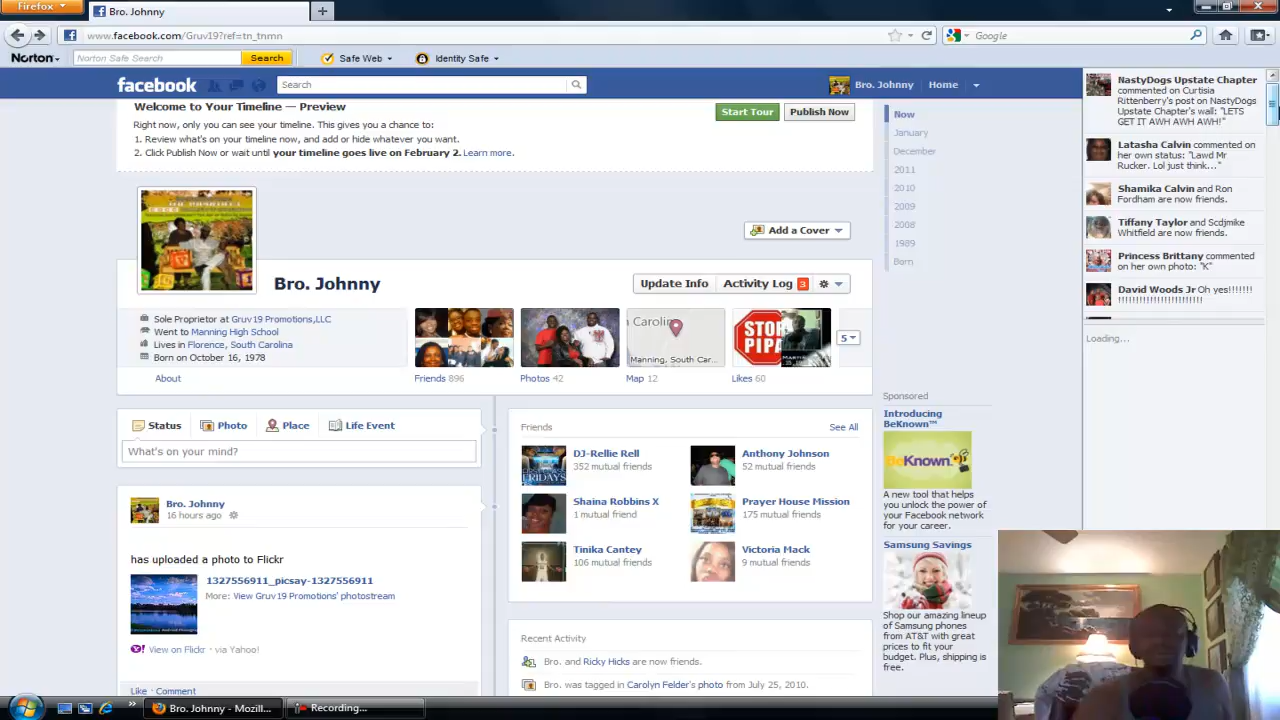 Firefox
Bro. Johnny
www.facebook.com/Gruv19?ref=tn_tnmn
Google
Norton
Norton Safe Search
Search
Safe Web
Identity Safe
facebook
Search
Bro. Johnny
Home
Welcome to Your Timeline — Preview
Right now, only you can see your timeline. This gives you a chance to:
1. Review what's on your timeline now, and add or hide whatever you want.
2. Click Publish Now or wait until your timeline goes live on February 2. Learn more.
Start Tour
Publish Now
Add a Cover
Bro. Johnny
Update Info
Activity Log 3
Sole Proprietor at Gruv19 Promotions,LLC
Went to Manning High School
Lives in Florence, South Carolina
Born on October 16, 1978
About
Friends 896
Photos 42
Manning, South Car...
Map 12
STOP
PIPA
Likes 60
5
Status
Photo
Place
Life Event
What's on your mind?
Bro. Johnny
16 hours ago
has uploaded a photo to Flickr
1327556911_picsay-1327556911
More: View Gruv19 Promotions' photostream
View on Flickr · via Yahoo!
Like · Comment
Friends
See All
DJ-Rellie Rell
352 mutual friends
Anthony Johnson
52 mutual friends
Shaina Robbins X
1 mutual friend
Prayer House Mission
175 mutual friends
Tinika Cantey
106 mutual friends
Victoria Mack
9 mutual friends
Recent Activity
Bro. and Ricky Hicks are now friends.
Bro. was tagged in Carolyn Felder's photo from July 25, 2010.
Now
January
December
2011
2010
2009
2008
1989
Born
Sponsored
Introducing
BeKnown™
BeKnown
A new tool that helps
you unlock the power of
your Facebook network
for your career.
Samsung Savings
Shop our amazing lineup
of Samsung phones
from AT&T with great
prices to fit your
budget. Plus, shipping is
free.
NastyDogs Upstate Chapter
commented on Curtisia
Rittenberry's post on NastyDogs
Upstate Chapter's wall: "LETS
GET IT AWH AWH AWH!"
Latasha Calvin commented on
her own status: "Lawd Mr
Rucker. Lol just think..."
Shamika Calvin and Ron
Fordham are now friends.
Tiffany Taylor and Scdjmike
Whitfield are now friends.
Princess Brittany commented
on her own photo: "K"
David Woods Jr Oh yes!!!!!!!
!!!!!!!!!!!!!!!!!!!!!!!
Loading...
Bro. Johnny - Mozill...
Recording...